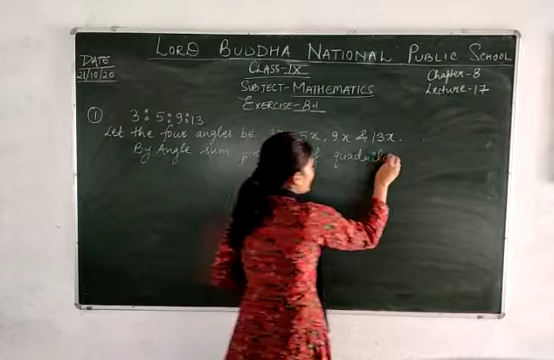 LORD BUDDHA NATIONAL PUBLIC SCHOOL
DATE
21/10/20
CLASS-IX
SUBJECT-MATHEMATICS
EXERCISE-8.1
Chapter-8
Lecture-17
① 3:5:9:13
Let the four angles be 5x, 9x & 13x.
By Angle sum